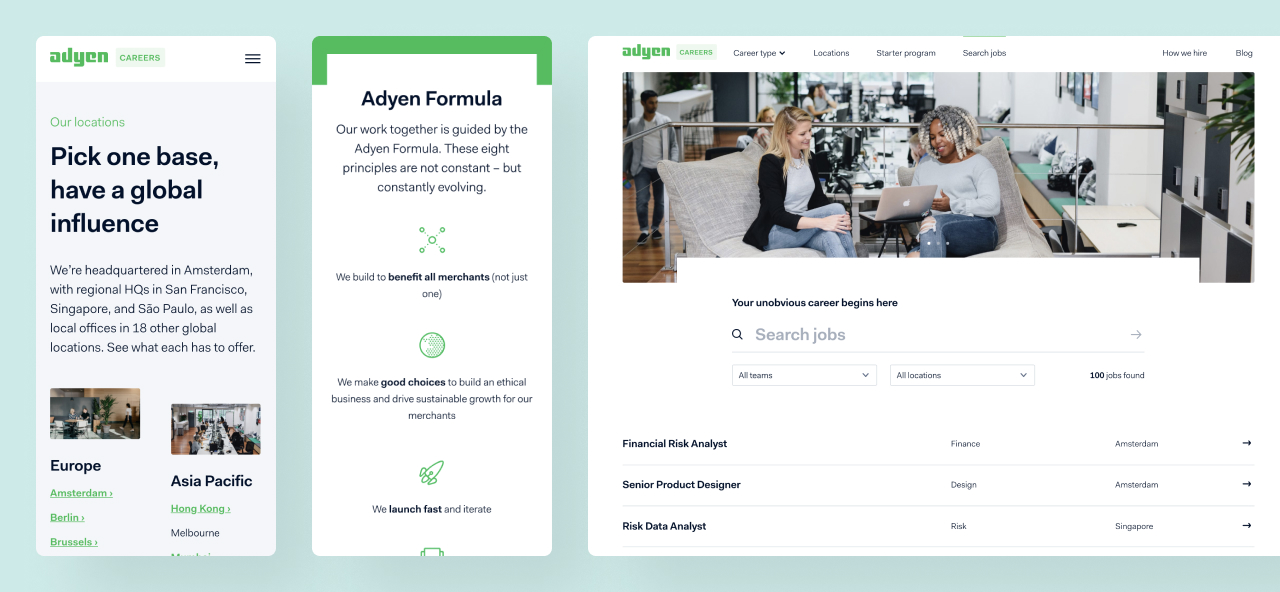 adyen CAREERS
Our locations
Pick one base,
have a global
influence
We're headquartered in Amsterdam,
with regional HQs in San Francisco,
Singapore, and São Paulo, as well as
local offices in 18 other global
locations. See what each has to offer.
Europe
Amsterdam ›
Berlin ›
Brussels ›
Asia Pacific
Hong Kong ›
Melbourne
Adyen Formula
Our work together is guided by the
Adyen Formula. These eight
principles are not constant – but
constantly evolving.
We build to benefit all merchants (not just
one)
We make good choices to build an ethical
business and drive sustainable growth for our
merchants
We launch fast and iterate
adyen CAREERS Career type Locations Starter program Search jobs How we hire Blog
Your unobvious career begins here
Search jobs
All teams All locations 100 jobs found
Financial Risk Analyst Finance Amsterdam
Senior Product Designer Design Amsterdam
Risk Data Analyst Risk Singapore